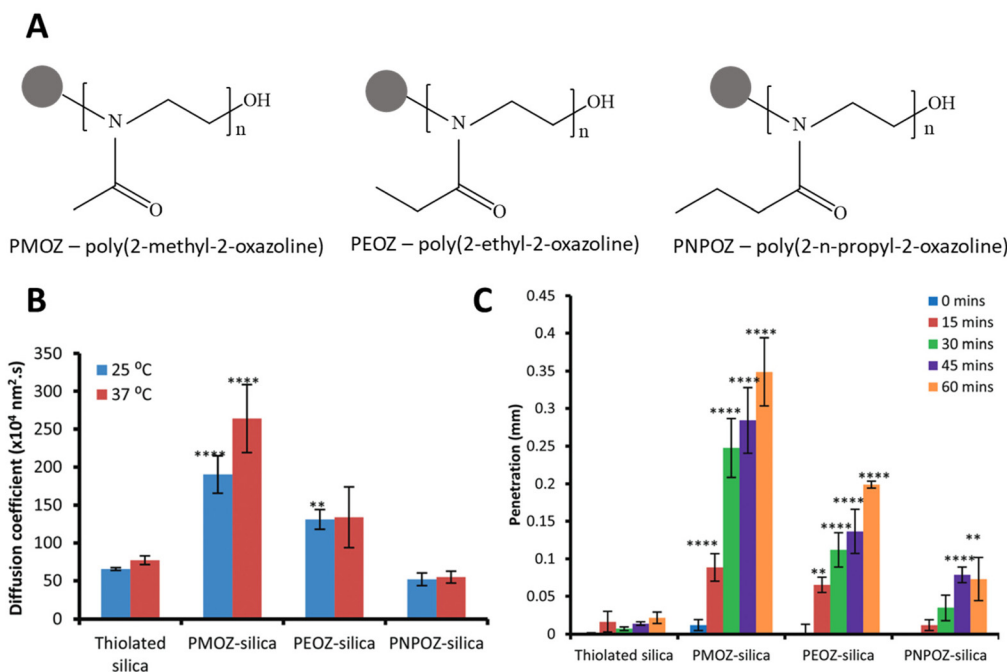 A
N
O
OH
n
N
O
OH
n
N
O
OH
n
PMOZ – poly(2-methyl-2-oxazoline)
PEOZ – poly(2-ethyl-2-oxazoline)
PNPOZ – poly(2-n-propyl-2-oxazoline)
B
Diffusion coefficient (x10⁴ nm².s)
350
300
250
200
150
100
50
0
25 ⁰C
37 ⁰C
****
****
**
Thiolated
silica
PMOZ-silica
PEOZ-silica
PNPOZ-silica
C
Penetration (mm)
0.45
0.4
0.35
0.3
0.25
0.2
0.15
0.1
0.05
0
0 mins
15 mins
30 mins
45 mins
60 mins
****
****
****
****
**
****
****
****
****
**
Thiolated silica
PMOZ-silica
PEOZ-silica
PNPOZ-silica